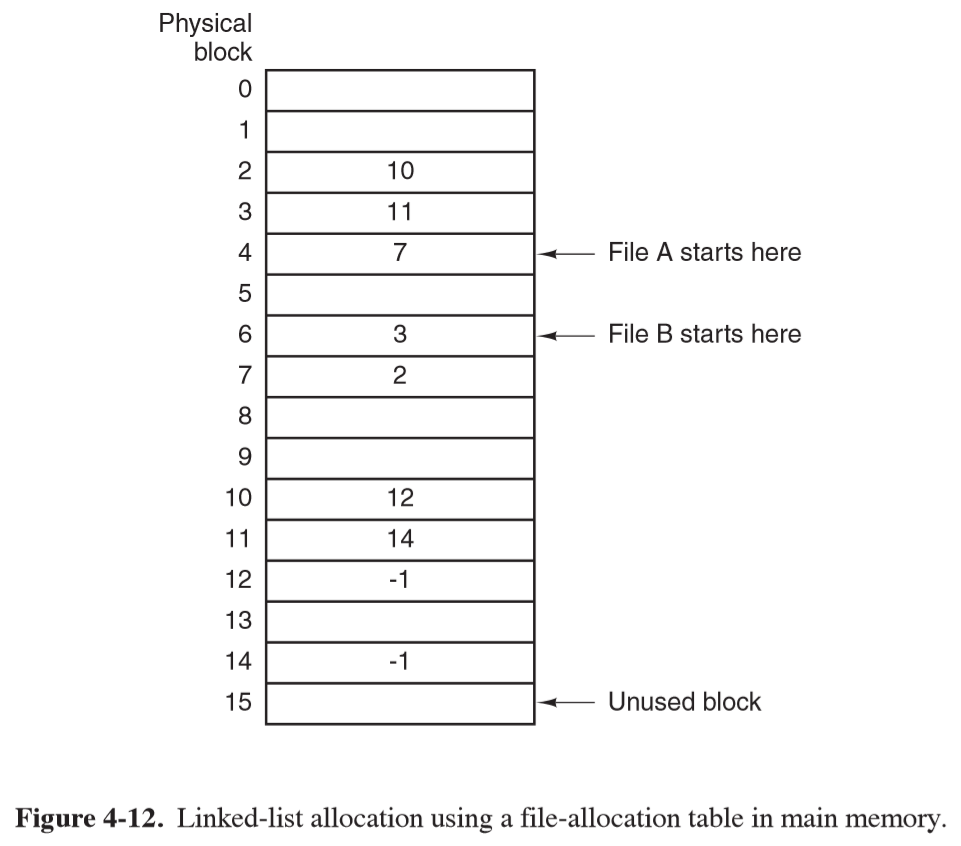 Physical
block
0
1
2 10
3 11
4 7 File A starts here
5
6 3 File B starts here
7 2
8
9
10 12
11 14
12 -1
13
14 -1
15 Unused block
Figure 4-12. Linked-list allocation using a file-allocation table in main memory.